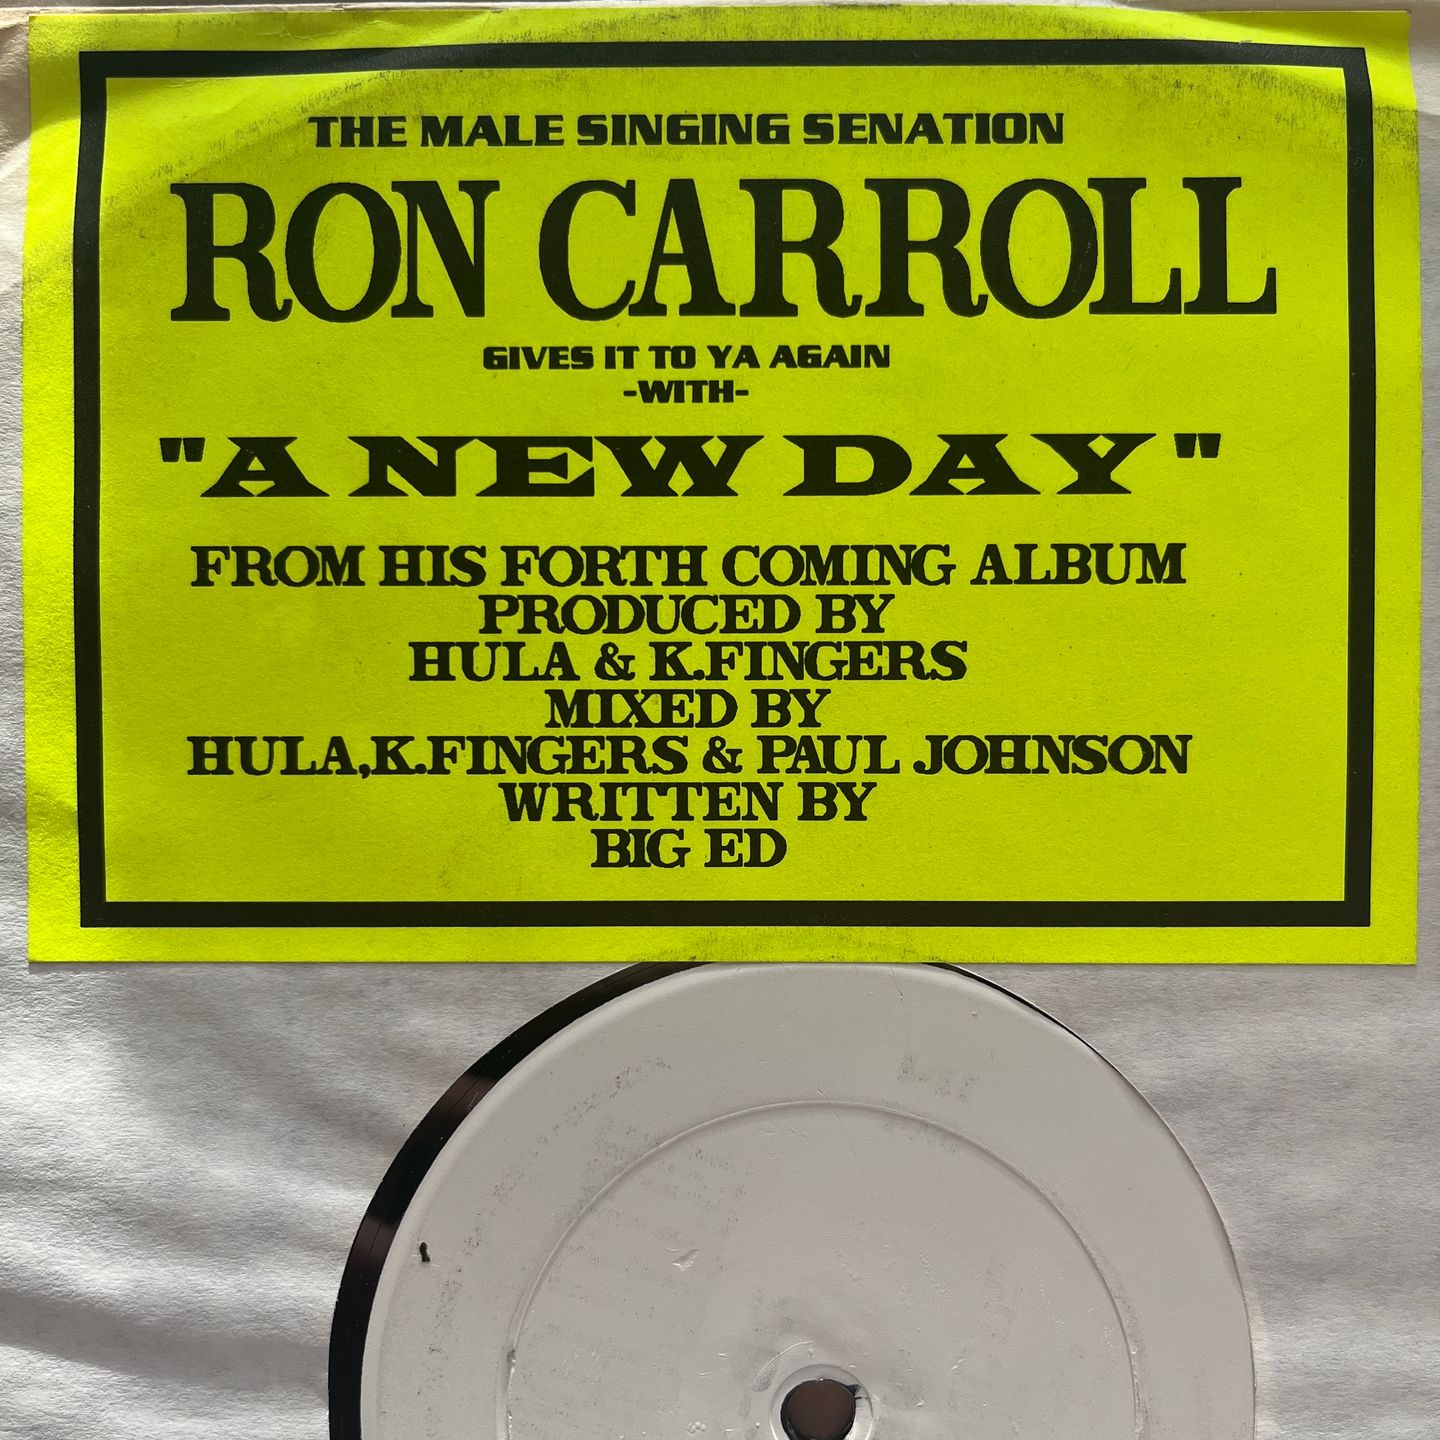 THE MALE SINGING SENATION
RON CARROLL
GIVES IT TO YA AGAIN
-WITH-
"A NEW DAY"
FROM HIS FORTH COMING ALBUM
PRODUCED BY
HULA & K.FINGERS
MIXED BY
HULA,K.FINGERS & PAUL JOHNSON
WRITTEN BY
BIG ED